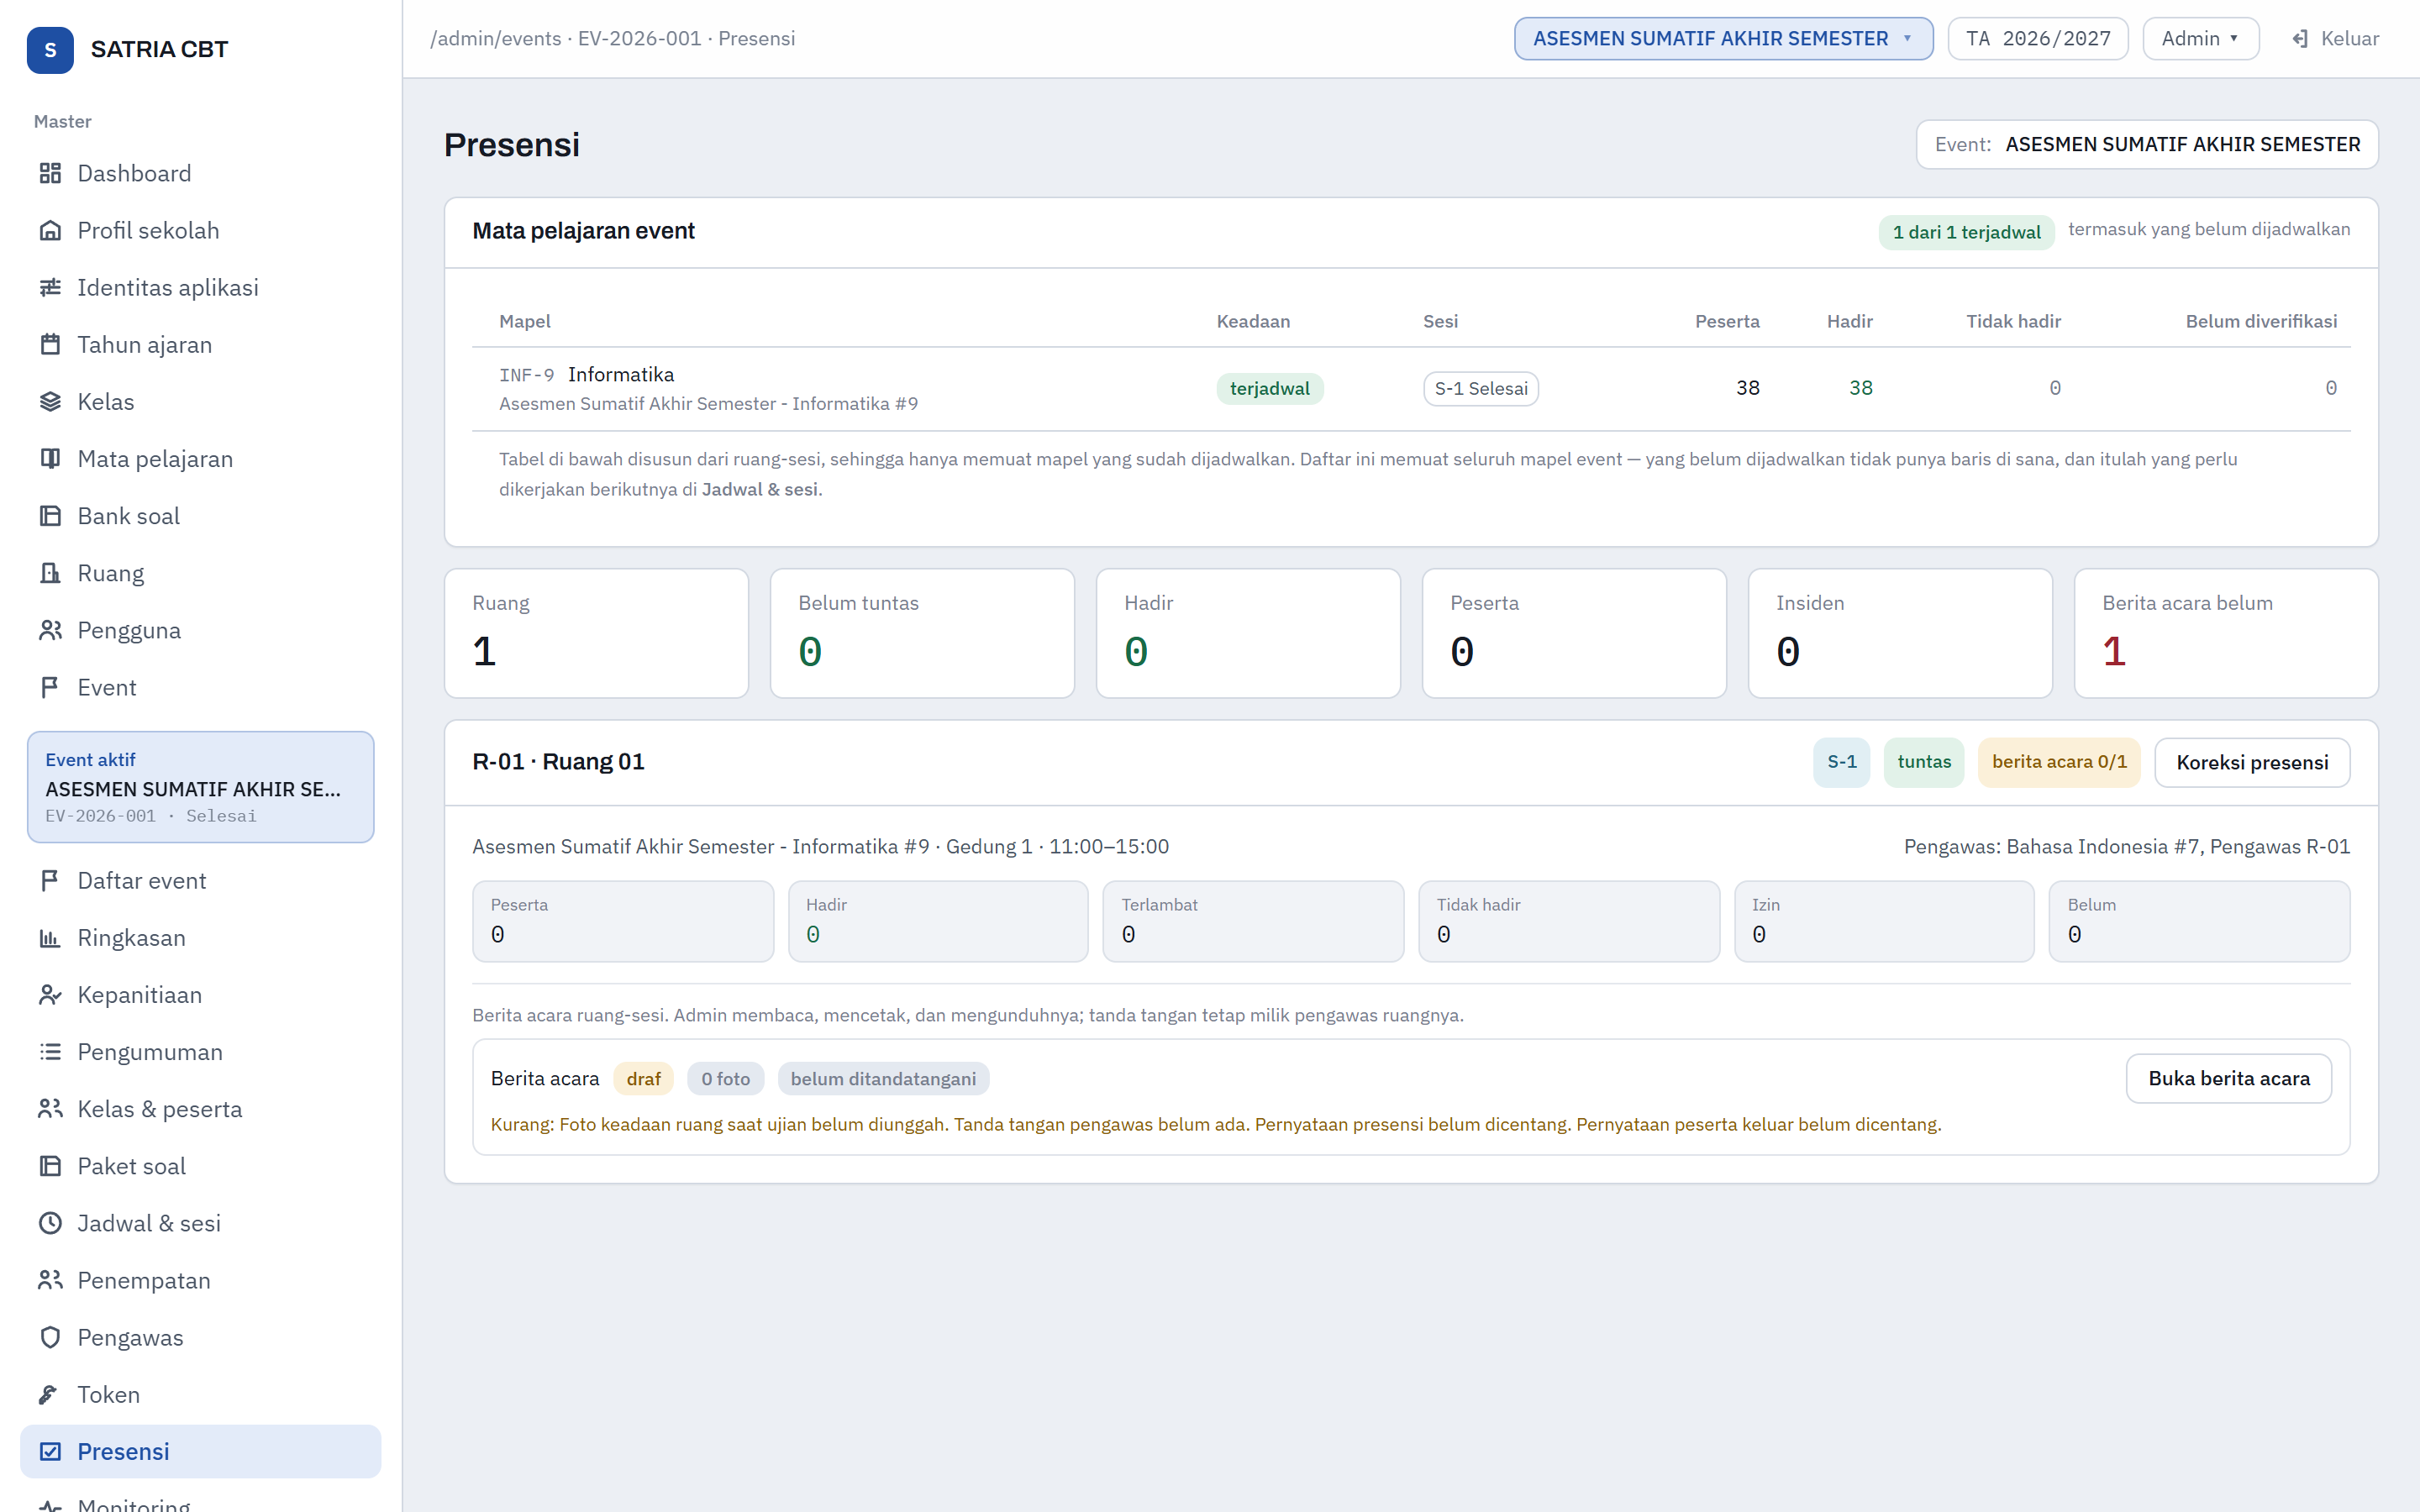 S
SATRIA CBT
/admin/events · EV-2026-001 · Presensi
ASESMEN SUMATIF AKHIR SEMESTER ▾
TA 2026/2027
Admin ▾
Keluar
Master
Dashboard
Profil sekolah
Identitas aplikasi
Tahun ajaran
Kelas
Mata pelajaran
Bank soal
Ruang
Pengguna
Event
Event aktif
ASESMEN SUMATIF AKHIR SE...
EV-2026-001 · Selesai
Daftar event
Ringkasan
Kepanitiaan
Pengumuman
Kelas & peserta
Paket soal
Jadwal & sesi
Penempatan
Pengawas
Token
Presensi
Monitoring
Presensi
Event: ASESMEN SUMATIF AKHIR SEMESTER
Mata pelajaran event
1 dari 1 terjadwal termasuk yang belum dijadwalkan
Mapel Keadaan Sesi Peserta Hadir Tidak hadir Belum diverifikasi
INF-9 Informatika
Asesmen Sumatif Akhir Semester - Informatika #9
terjadwal S-1 Selesai 38 38 0 0
Tabel di bawah disusun dari ruang-sesi, sehingga hanya memuat mapel yang sudah dijadwalkan. Daftar ini memuat seluruh mapel event — yang belum dijadwalkan tidak punya baris di sana, dan itulah yang perlu
dikerjakan berikutnya di Jadwal & sesi.
Ruang
1
Belum tuntas
0
Hadir
0
Peserta
0
Insiden
0
Berita acara belum
1
R-01 · Ruang 01
S-1 tuntas berita acara 0/1 Koreksi presensi
Asesmen Sumatif Akhir Semester - Informatika #9 · Gedung 1 · 11:00–15:00
Pengawas: Bahasa Indonesia #7, Pengawas R-01
Peserta
0
Hadir
0
Terlambat
0
Tidak hadir
0
Izin
0
Belum
0
Berita acara ruang-sesi. Admin membaca, mencetak, dan mengunduhnya; tanda tangan tetap milik pengawas ruangnya.
Berita acara draf 0 foto belum ditandatangani
Buka berita acara
Kurang: Foto keadaan ruang saat ujian belum diunggah. Tanda tangan pengawas belum ada. Pernyataan presensi belum dicentang. Pernyataan peserta keluar belum dicentang.